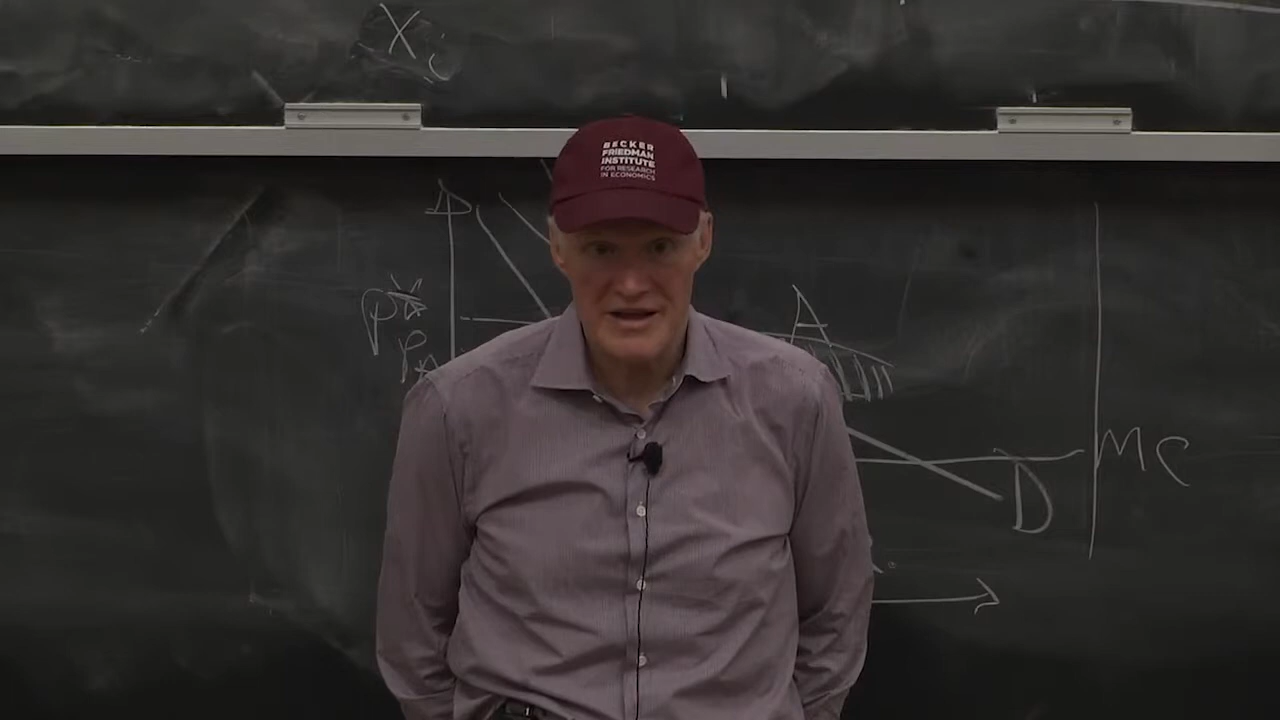 X
BECKER
FRIEDMAN
INSTITUTE
FOR RESEARCH
IN ECONOMICS
P
A
P*
MC
D